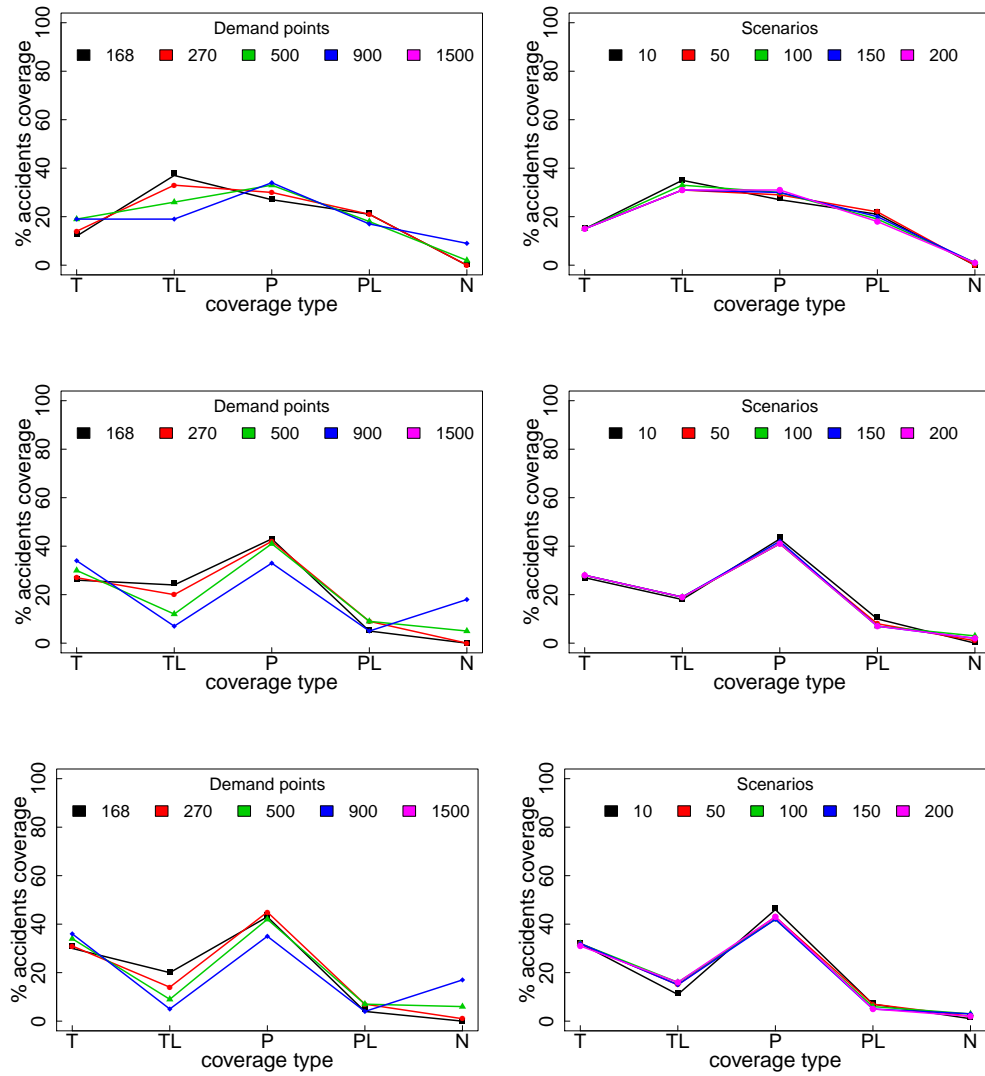 Demand points
168 270 500 900 1500
% accidents coverage
0 20 40 60 80 100
T TL P PL N
coverage type
Scenarios
10 50 100 150 200
% accidents coverage
0 20 40 60 80 100
T TL P PL N
coverage type
Demand points
168 270 500 900 1500
% accidents coverage
0 20 40 60 80 100
T TL P PL N
coverage type
Scenarios
10 50 100 150 200
% accidents coverage
0 20 40 60 80 100
T TL P PL N
coverage type
Demand points
168 270 500 900 1500
% accidents coverage
0 20 40 60 80 100
T TL P PL N
coverage type
Scenarios
10 50 100 150 200
% accidents coverage
0 20 40 60 80 100
T TL P PL N
coverage type